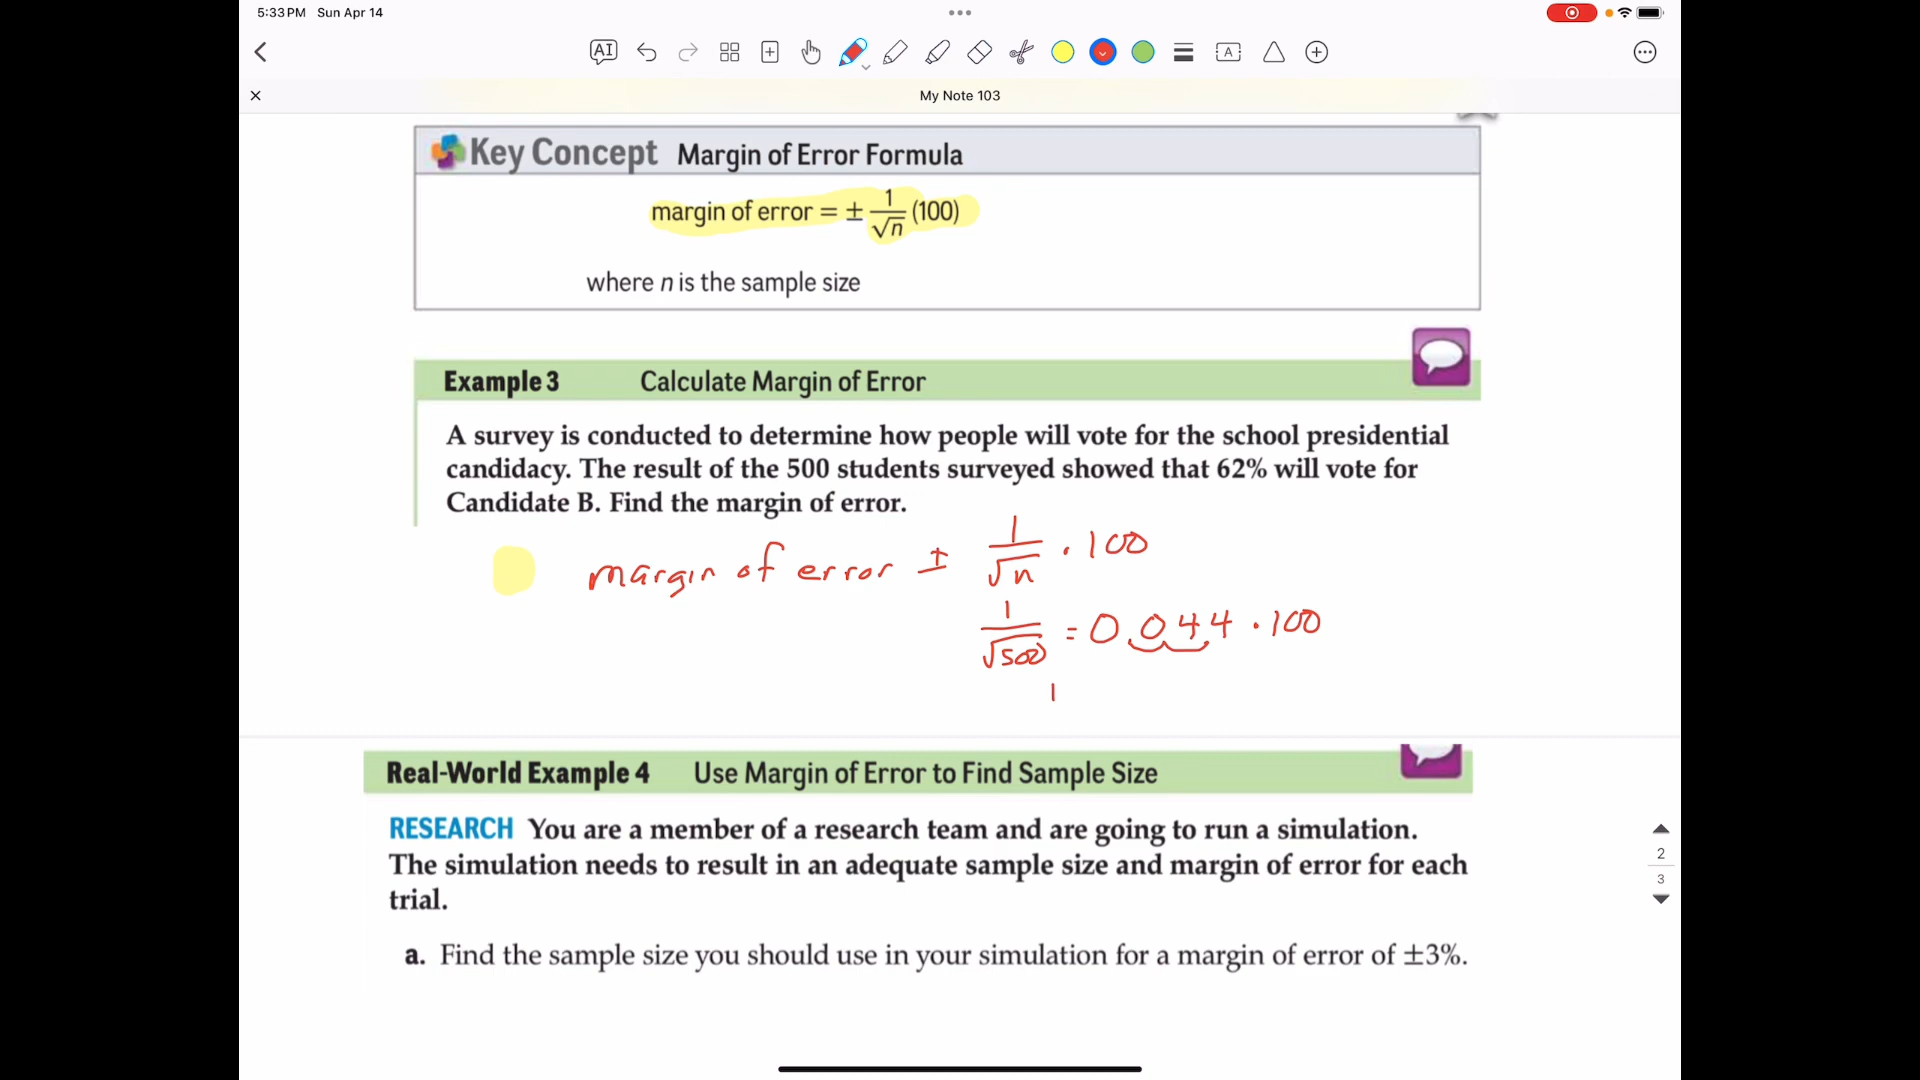 5:33 PM Sun Apr 14
AI
A
My Note 103
Key Concept Margin of Error Formula
margin of error = ± 1/√n (100)
where n is the sample size
Example 3 Calculate Margin of Error
A survey is conducted to determine how people will vote for the school presidential
candidacy. The result of the 500 students surveyed showed that 62% will vote for
Candidate B. Find the margin of error.
margin of error ± 1/√n · 100
1/√500 = 0.044 · 100
Real-World Example 4 Use Margin of Error to Find Sample Size
RESEARCH You are a member of a research team and are going to run a simulation.
The simulation needs to result in an adequate sample size and margin of error for each
trial.
a. Find the sample size you should use in your simulation for a margin of error of ±3%.
2
3